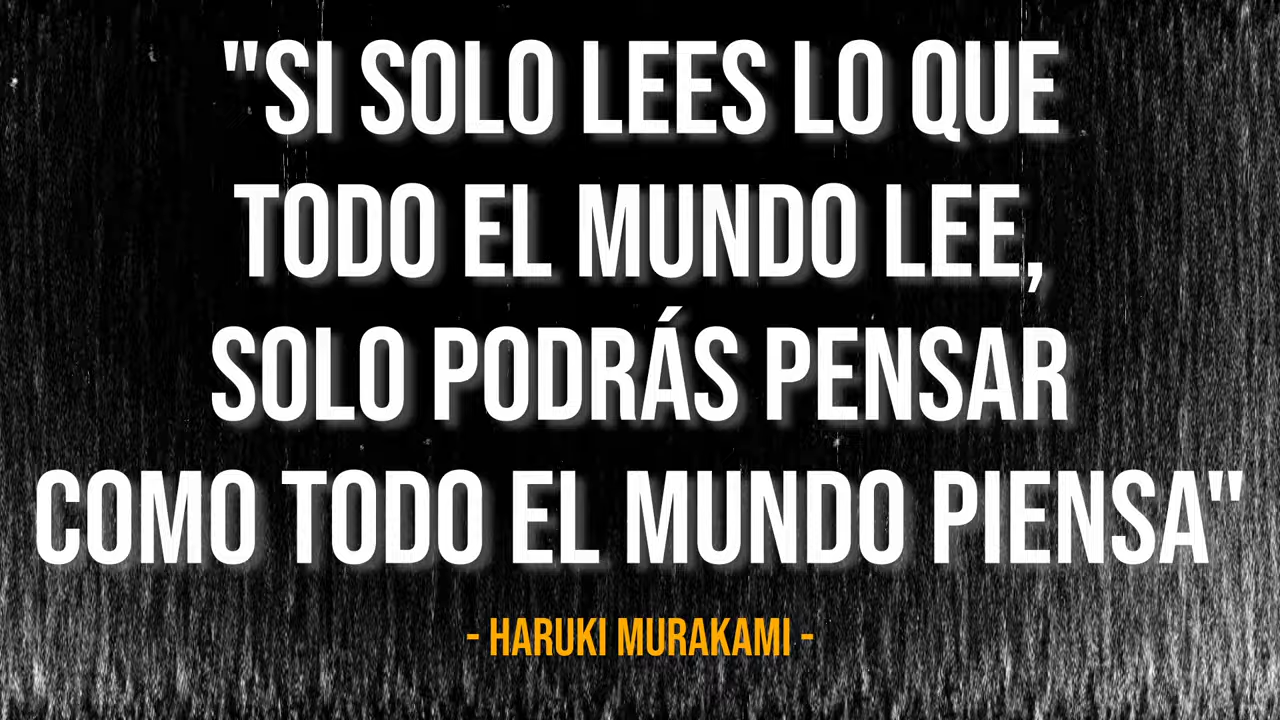 "SI SOLO LEES LO QUE
TODO EL MUNDO LEE,
SOLO PODRÁS PENSAR
COMO TODO EL MUNDO PIENSA"
- HARUKI MURAKAMI -